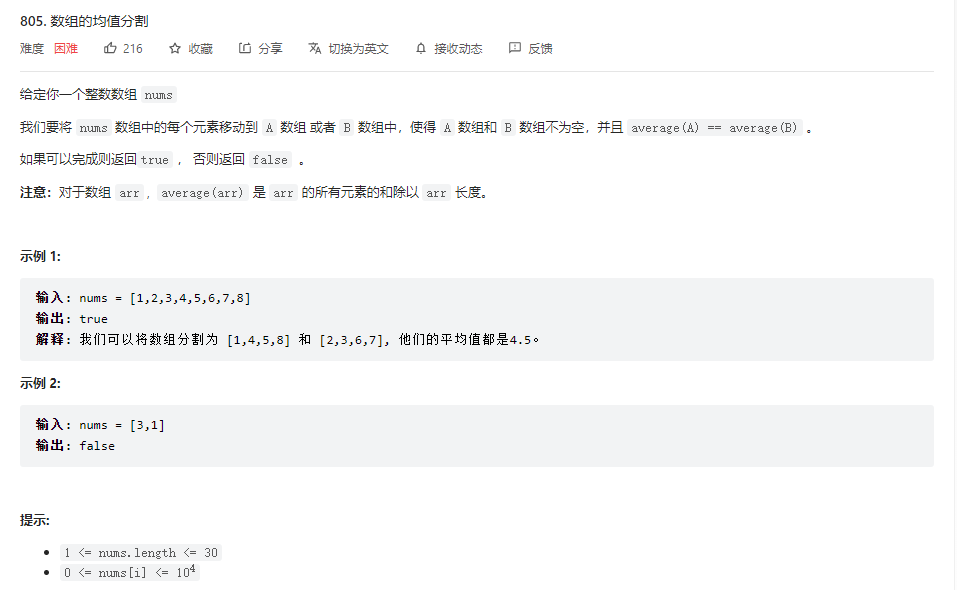 805. 数组的均值分割
难度 困难 216 收藏 分享 切换为英文 接收动态 反馈
给定你一个整数数组 nums
我们要将 nums 数组中的每个元素移动到 A 数组 或者 B 数组中，使得 A 数组和 B 数组不为空，并且 average(A) == average(B) 。
如果可以完成则返回true ， 否则返回 false 。
注意：对于数组 arr , average(arr) 是 arr 的所有元素的和除以 arr 长度。
示例 1:
输入: nums = [1,2,3,4,5,6,7,8]
输出: true
解释: 我们可以将数组分割为 [1,4,5,8] 和 [2,3,6,7], 他们的平均值都是4.5。
示例 2:
输入: nums = [3,1]
输出: false
提示:
1 <= nums.length <= 30
0 <= nums[i] <= 10⁴